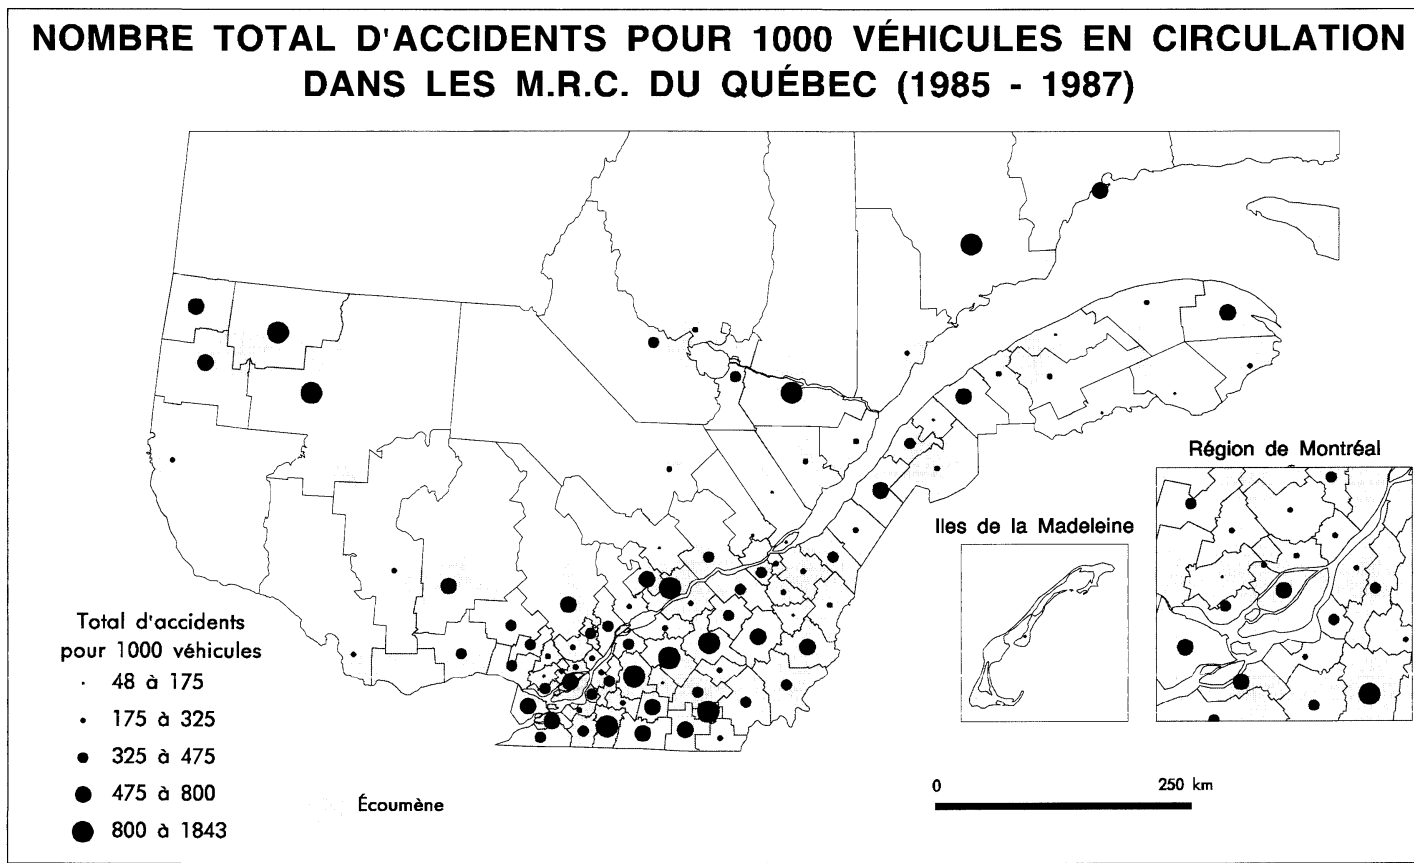 NOMBRE TOTAL D'ACCIDENTS POUR 1000 VÉHICULES EN CIRCULATION
DANS LES M.R.C. DU QUÉBEC (1985 - 1987)
Région de Montréal
Iles de la Madeleine
Total d'accidents
pour 1000 véhicules
48 à 175
175 à 325
325 à 475
475 à 800
800 à 1843
Écoumène
0 250 km